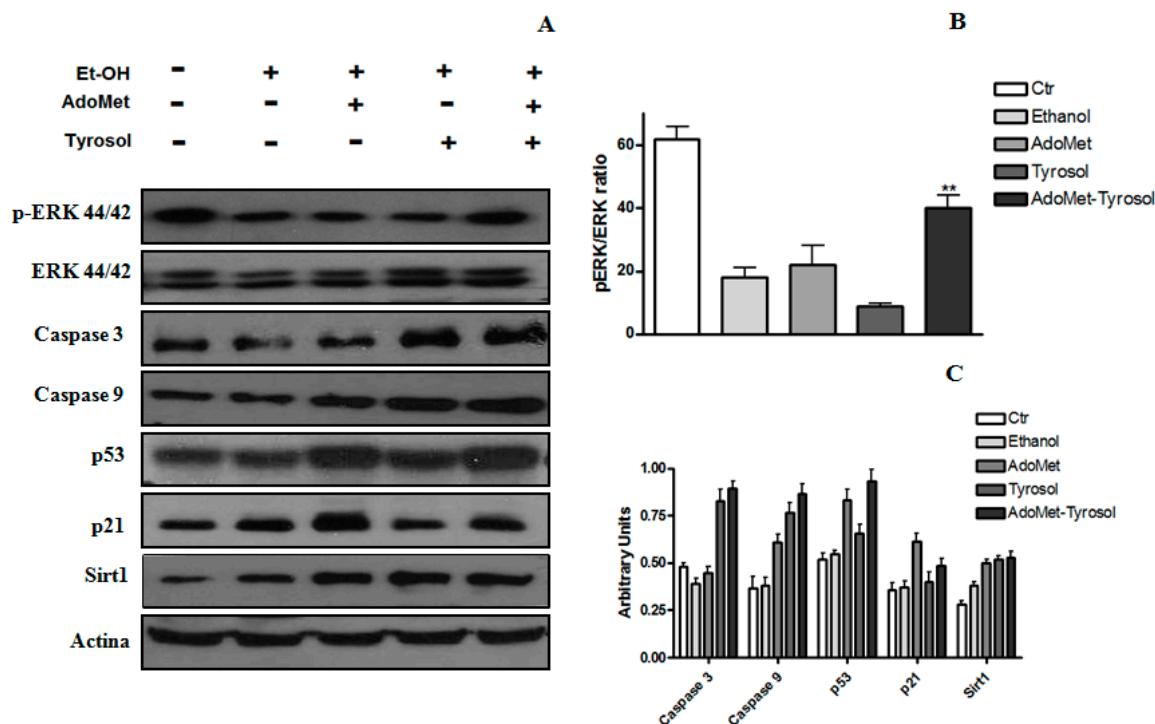 A
Et-OH - + + + +
AdoMet - - + - +
Tyrosol - - - + +
p-ERK 44/42
ERK 44/42
Caspase 3
Caspase 9
p53
p21
Sirt1
Actina
B
Ctr
Ethanol
AdoMet
Tyrosol
AdoMet-Tyrosol
pERK/ERK ratio
60
40
20
0
**
C
Ctr
Ethanol
AdoMet
Tyrosol
AdoMet-Tyrosol
Arbitrary Units
1.00
0.75
0.50
0.25
0.00
Caspase 3
Caspase 9
p53
p21
Sirt1